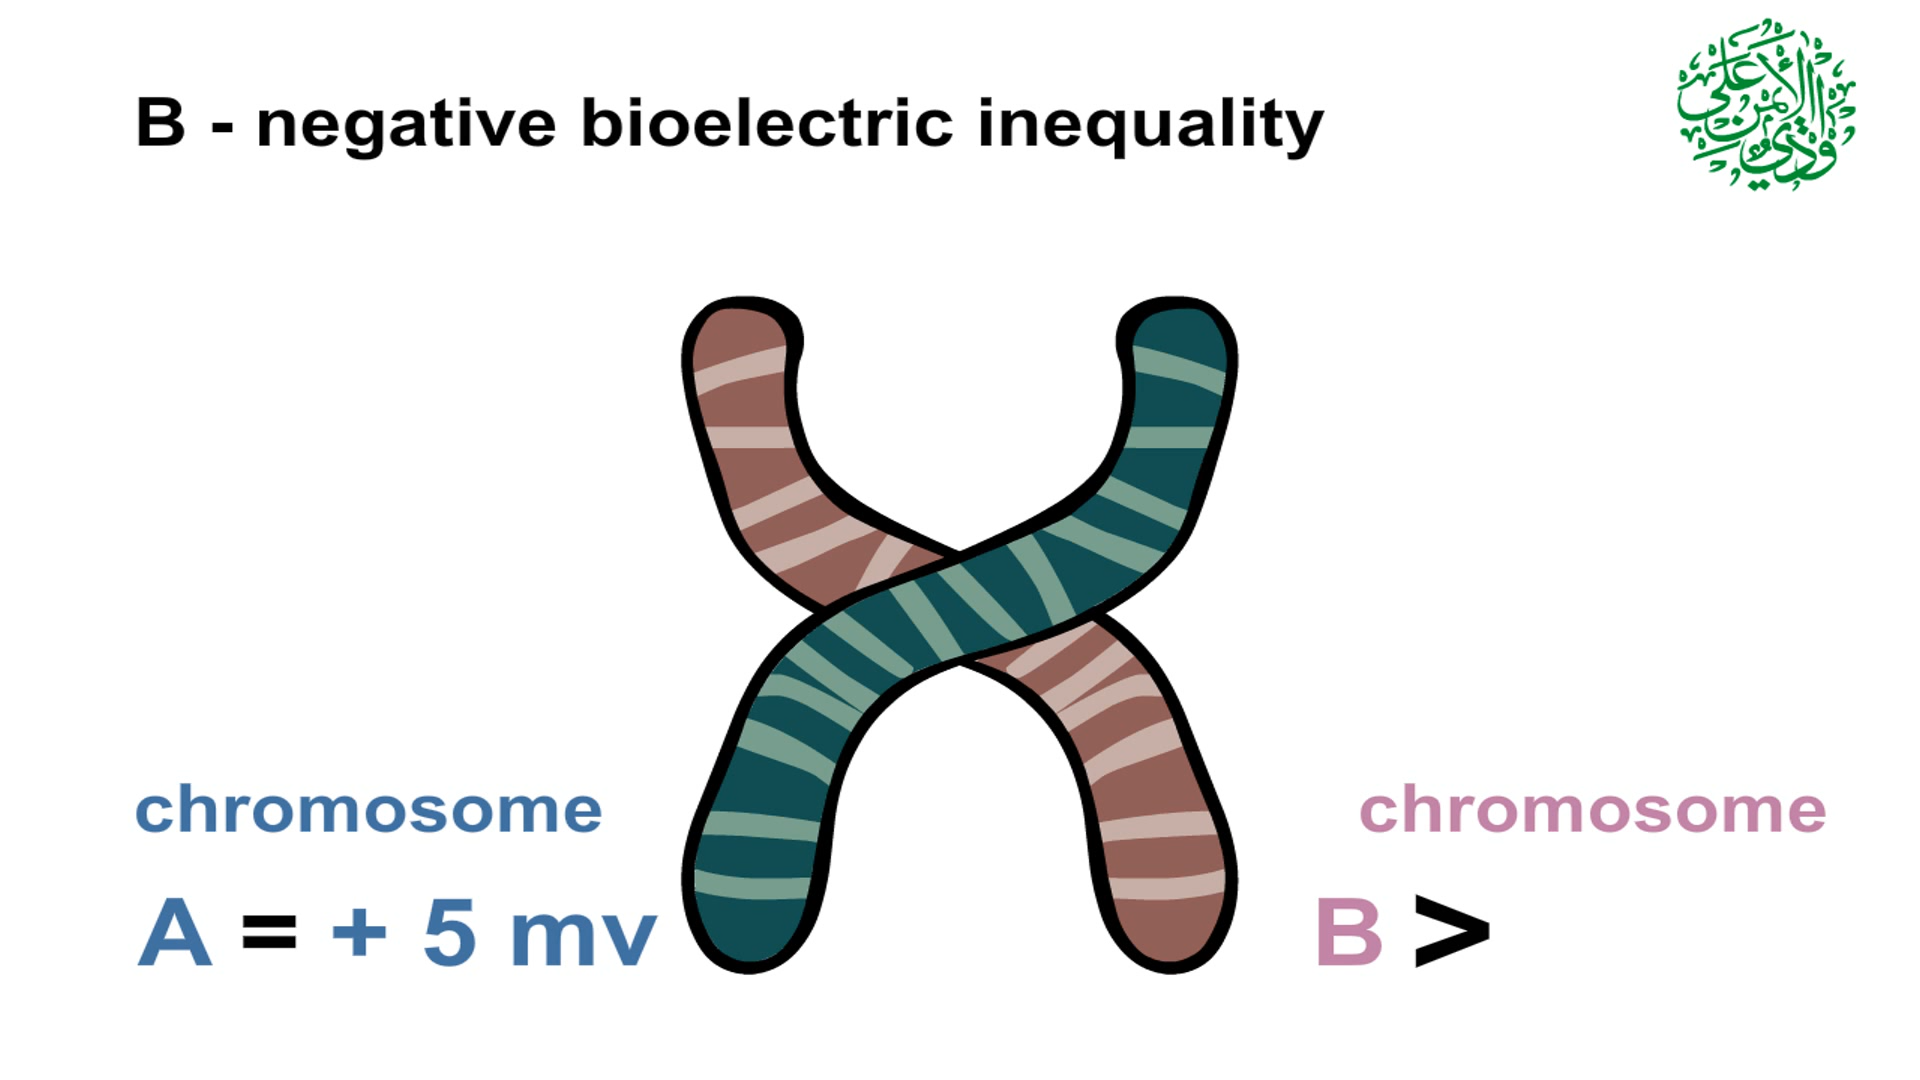 B - negative bioelectric inequality
chromosome
chromosome
A = + 5 mv
B >